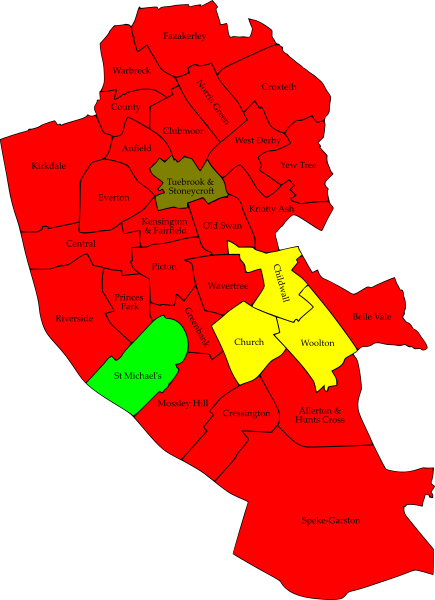 Fazakerley
Warbreck
Croxteth
Norris Green
County
Clubmoor
West Derby
Anfield
Yew Tree
Kirkdale
Tuebrook &
Stoneycroft
Everton
Knotty Ash
Kensington
& Fairfield
Old Swan
Central
Picton
Childwall
Wavertree
Princes
Park
Riverside
Greenbank
Belle Vale
Church
Woolton
St Michael's
Mossley Hill
Cressington
Allerton &
Hunts Cross
Speke-Garston